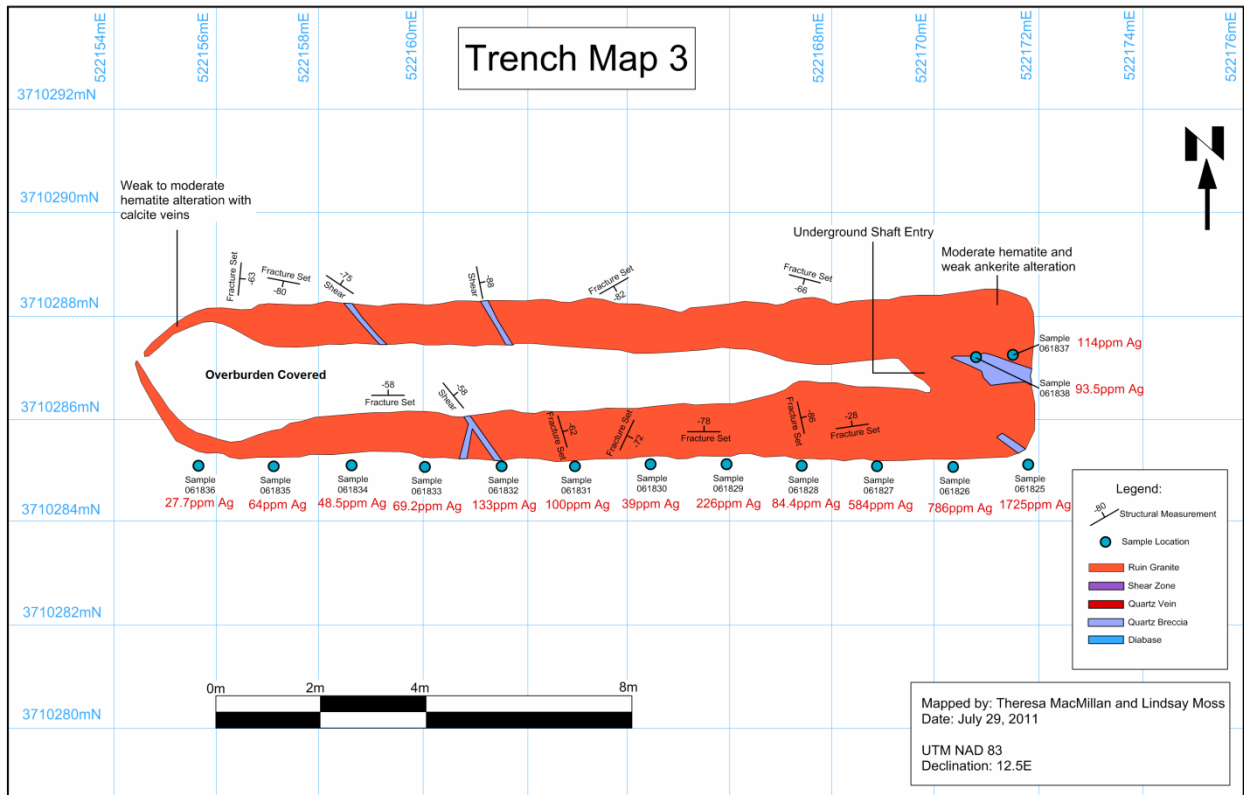 522154mE
522156mE
522158mE
522160mE
522168mE
522170mE
522172mE
522174mE
522176mE
Trench Map 3
3710292mN
N
3710290mN
Weak to moderate
hematite alteration with
calcite veins
Underground Shaft Entry
Moderate hematite and
weak ankerite alteration
Fracture Set
-63
Fracture Set
-80
-75
Shear
Shear
-88
Fracture Set
-82
Fracture Set
-66
3710288mN
Sample
061837
114ppm Ag
Overburden Covered
Sample
061838
93.5ppm Ag
-58
Fracture Set
-58
Shear
3710286mN
-62
Fracture Set
Fracture Set
-72
-78
Fracture Set
-86
Fracture Set
-28
Fracture Set
Sample
061836
27.7ppm Ag
Sample
061835
64ppm Ag
Sample
061834
48.5ppm Ag
Sample
061833
69.2ppm Ag
Sample
061832
133ppm Ag
Sample
061831
100ppm Ag
Sample
061830
39ppm Ag
Sample
061829
226ppm Ag
Sample
061828
84.4ppm Ag
Sample
061827
584ppm Ag
Sample
061826
786ppm Ag
Sample
061825
1725ppm Ag
3710284mN
Legend:
-80
Structural Measurement
Sample Location
Ruin Granite
Shear Zone
Quartz Vein
Quartz Breccia
Diabase
3710282mN
0m
2m
4m
8m
3710280mN
Mapped by: Theresa MacMillan and Lindsay Moss
Date: July 29, 2011
UTM NAD 83
Declination: 12.5E